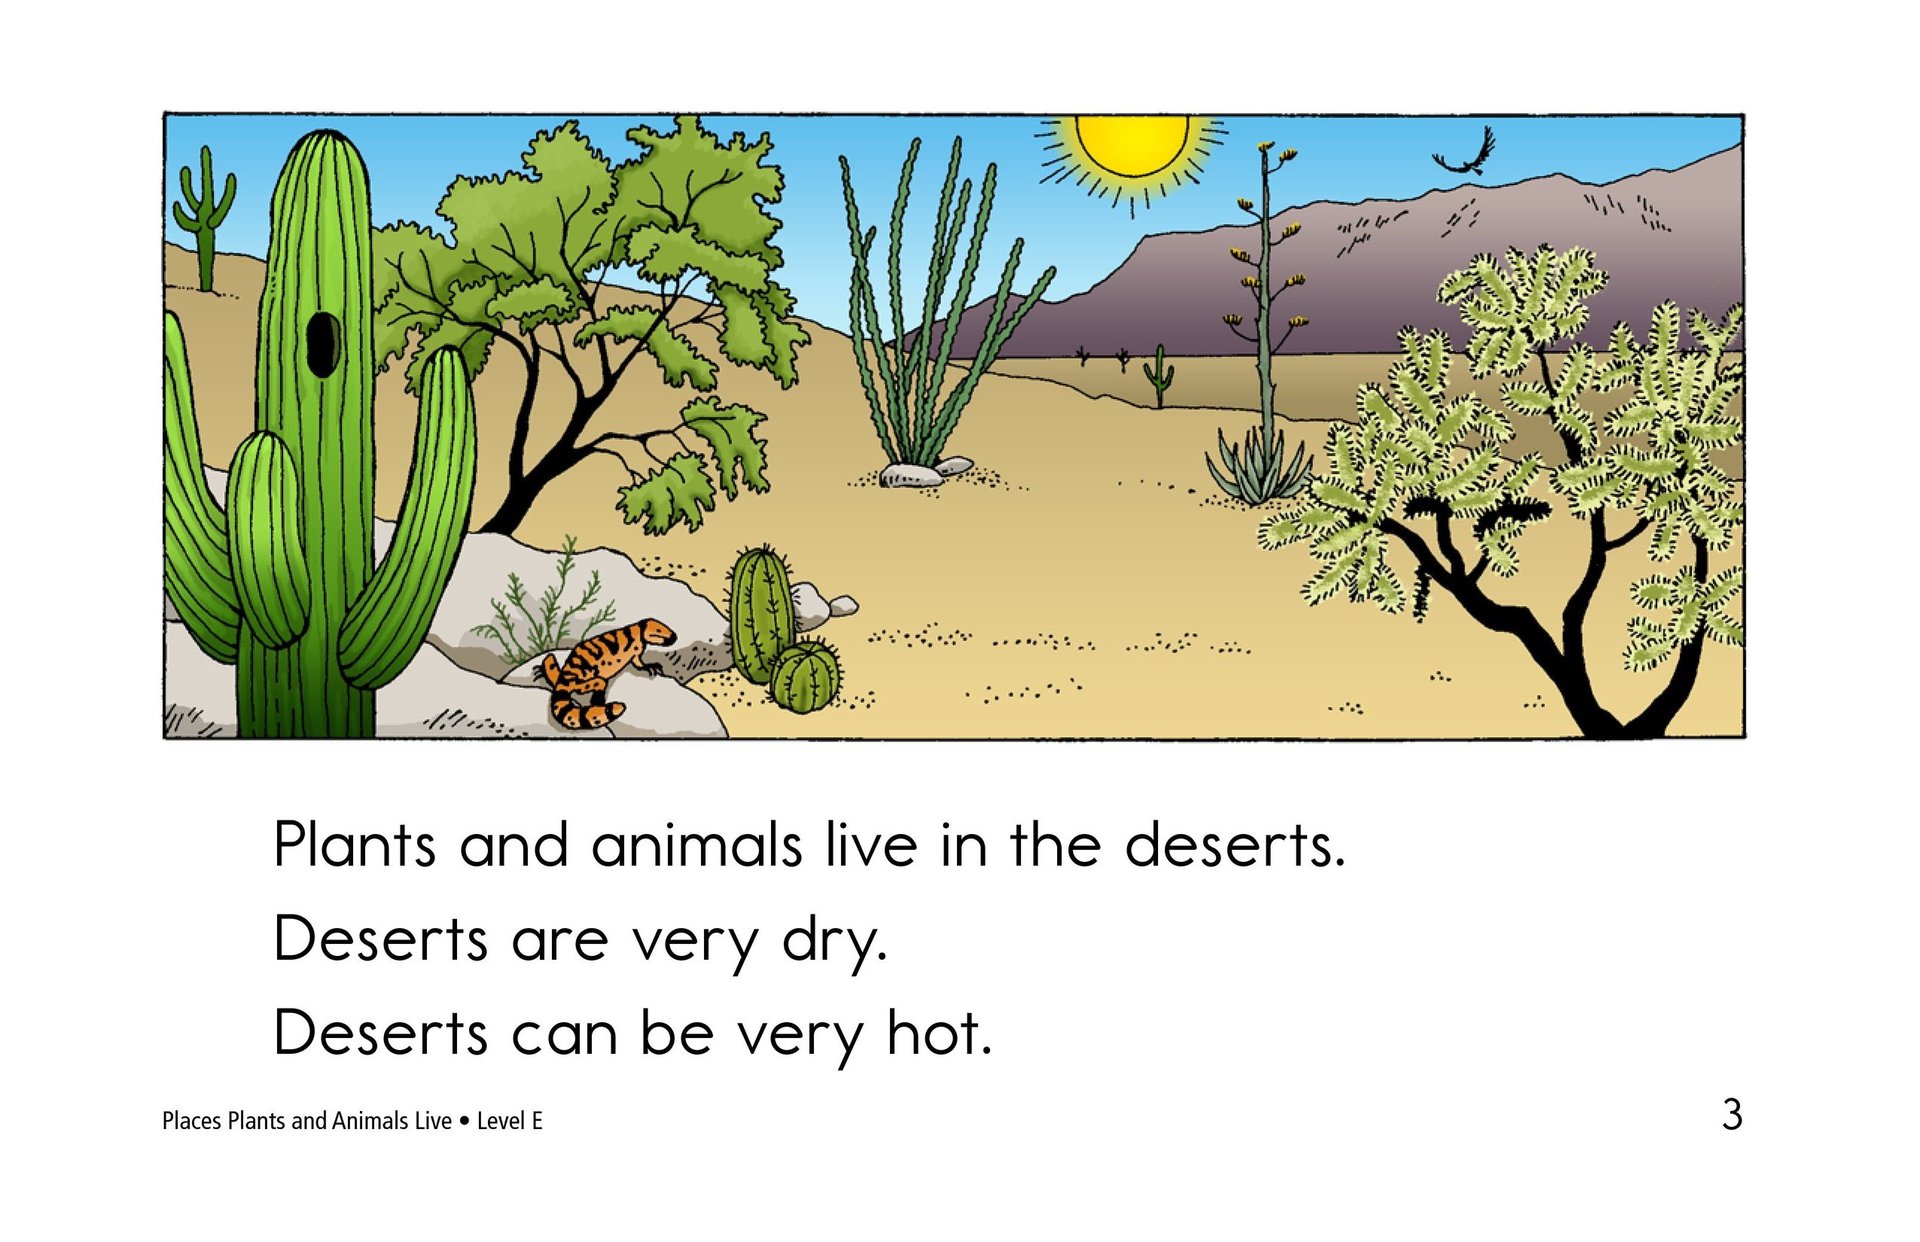 Plants and animals live in the deserts.
Deserts are very dry.
Deserts can be very hot.
Places Plants and Animals Live • Level E
3